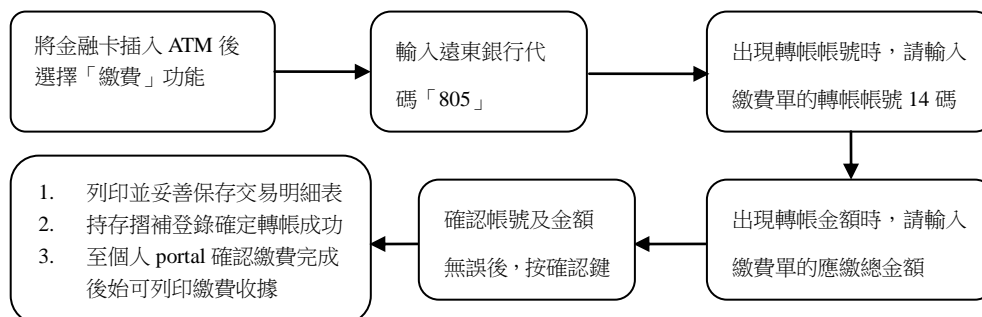 將金融卡插入 ATM 後
選擇「繳費」功能
輸入遠東銀行代
碼「805」
出現轉帳帳號時，請輸入
繳費單的轉帳帳號 14 碼
出現轉帳金額時，請輸入
繳費單的應繳總金額
確認帳號及金額
無誤後，按確認鍵
1. 列印並妥善保存交易明細表
2. 持存摺補登錄確定轉帳成功
3. 至個人 portal 確認繳費完成
後始可列印繳費收據